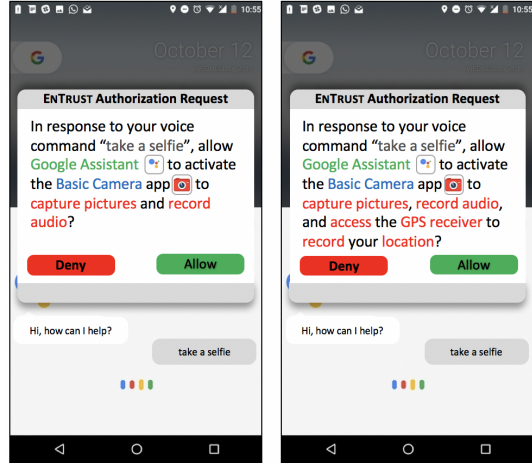 10:55
G
October 12
ENTRUST Authorization Request
In response to your voice
command “take a selfie”, allow
Google Assistant to activate
the Basic Camera app to
capture pictures and record
audio?
Deny
Allow
Hi, how can I help?
take a selfie
10:55
G
October 12
ENTRUST Authorization Request
In response to your voice
command “take a selfie”, allow
Google Assistant to activate
the Basic Camera app to
capture pictures, record audio,
and access the GPS receiver to
record your location?
Deny
Allow
Hi, how can I help?
take a selfie